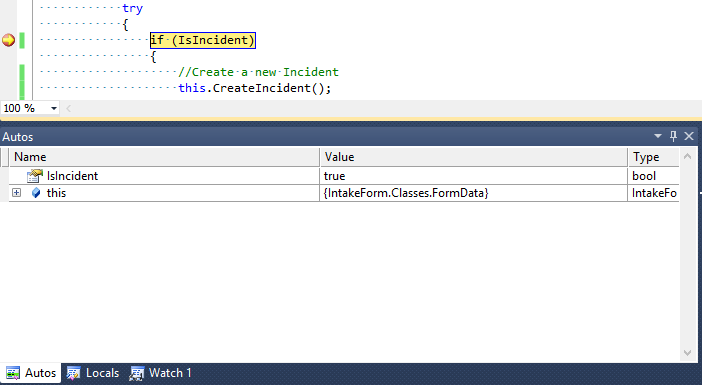 try
{
if (IsIncident)
{
//Create a new Incident
this.CreateIncident();
100 %
Autos
Name Value Type
IsIncident true bool
this {IntakeForm.Classes.FormData} IntakeFo
Autos Locals Watch 1